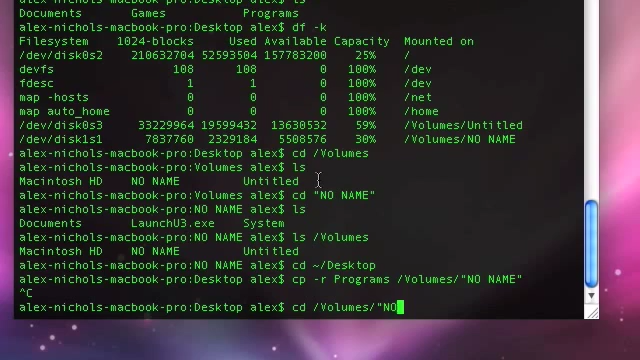 alex-nichols-macbook-pro:Desktop alex$ ls
Documents Games Programs
alex-nichols-macbook-pro:Desktop alex$ df -k
Filesystem 1024-blocks Used Available Capacity Mounted on
/dev/disk0s2 210632704 52593504 157783200 25% /
devfs 108 108 0 100% /dev
fdesc 1 1 0 100% /dev
map -hosts 0 0 0 100% /net
map auto_home 0 0 0 100% /home
/dev/disk0s3 33229964 19599432 13630532 59% /Volumes/Untitled
/dev/disk1s1 7837760 2329184 5508576 30% /Volumes/NO NAME
alex-nichols-macbook-pro:Desktop alex$ cd /Volumes
alex-nichols-macbook-pro:Volumes alex$ ls
Macintosh HD NO NAME Untitled
alex-nichols-macbook-pro:Volumes alex$ cd "NO NAME"
alex-nichols-macbook-pro:NO NAME alex$ ls
Documents LaunchU3.exe System
alex-nichols-macbook-pro:NO NAME alex$ ls /Volumes
Macintosh HD NO NAME Untitled
alex-nichols-macbook-pro:NO NAME alex$ cd ~/Desktop
alex-nichols-macbook-pro:Desktop alex$ cp -r Programs /Volumes/"NO NAME"
^C
alex-nichols-macbook-pro:Desktop alex$ cd /Volumes/"NO